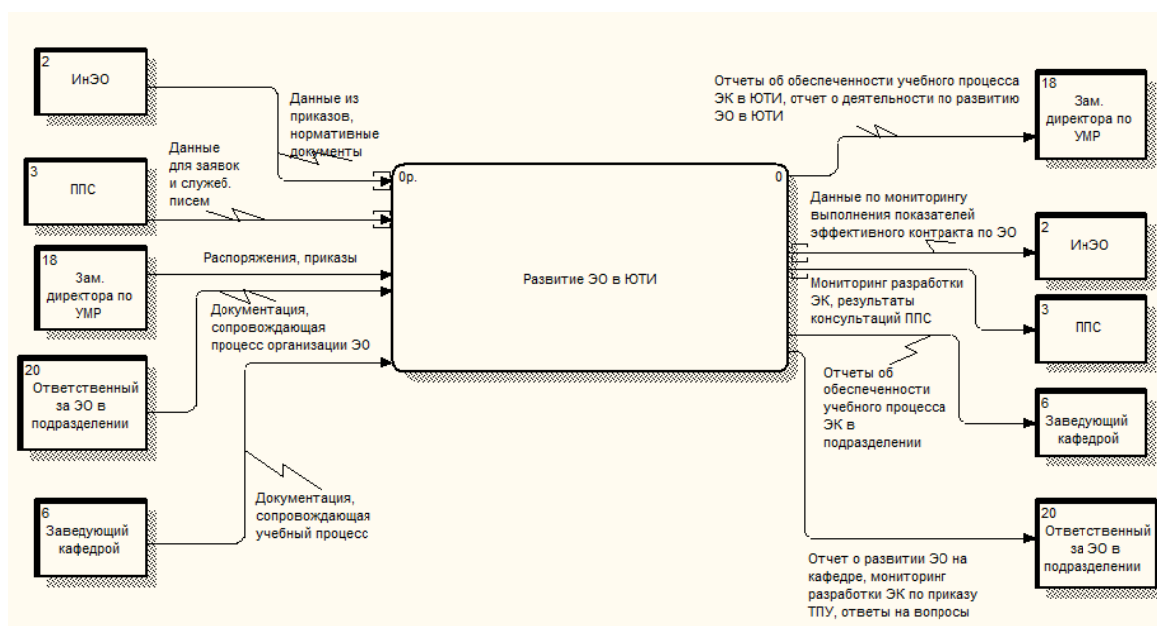 2
ИнЭО
Данные из
приказов,
нормативные
документы
3
ППС
Данные
для заявок
и служеб.
писем
18
Зам.
директора по
УМР
Распоряжения, приказы
Документация,
сопровождающая
процесс организации ЭО
20
Ответственный
за ЭО в
подразделении
6
Заведующий
кафедрой
Документация,
сопровождающая
учебный процесс
0р.
0
Развитие ЭО в ЮТИ
Отчеты об обеспеченности учебного процесса
ЭК в ЮТИ, отчет о деятельности по развитию
ЭО в ЮТИ
18
Зам.
директора по
УМР
Данные по мониторингу
выполнения показателей
эффективного контракта по ЭО
2
ИнЭО
Мониторинг разработки
ЭК, результаты
консультаций ППС
3
ППС
Отчеты об
обеспеченности
учебного процесса
ЭК в
подразделении
6
Заведующий
кафедрой
Отчет о развитии ЭО на
кафедре, мониторинг
разработки ЭК по приказу
ТПУ, ответы на вопросы
20
Ответственный
за ЭО в
подразделении